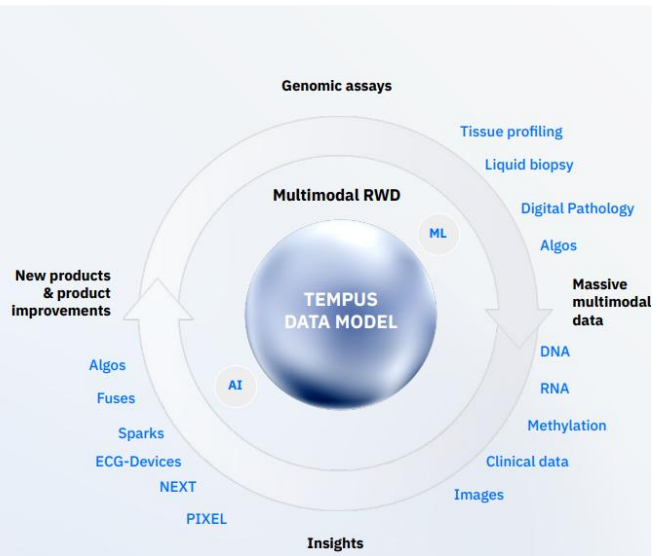 Genomic assays
Tissue profiling
Liquid biopsy
Multimodal RWD
Digital Pathology
ML
Algos
New products
& product
improvements
TEMPUS
DATA MODEL
Massive
multimodal
data
DNA
Algos
AI
RNA
Fuses
Methylation
Sparks
ECG-Devices
Clinical data
NEXT
Images
PIXEL
Insights